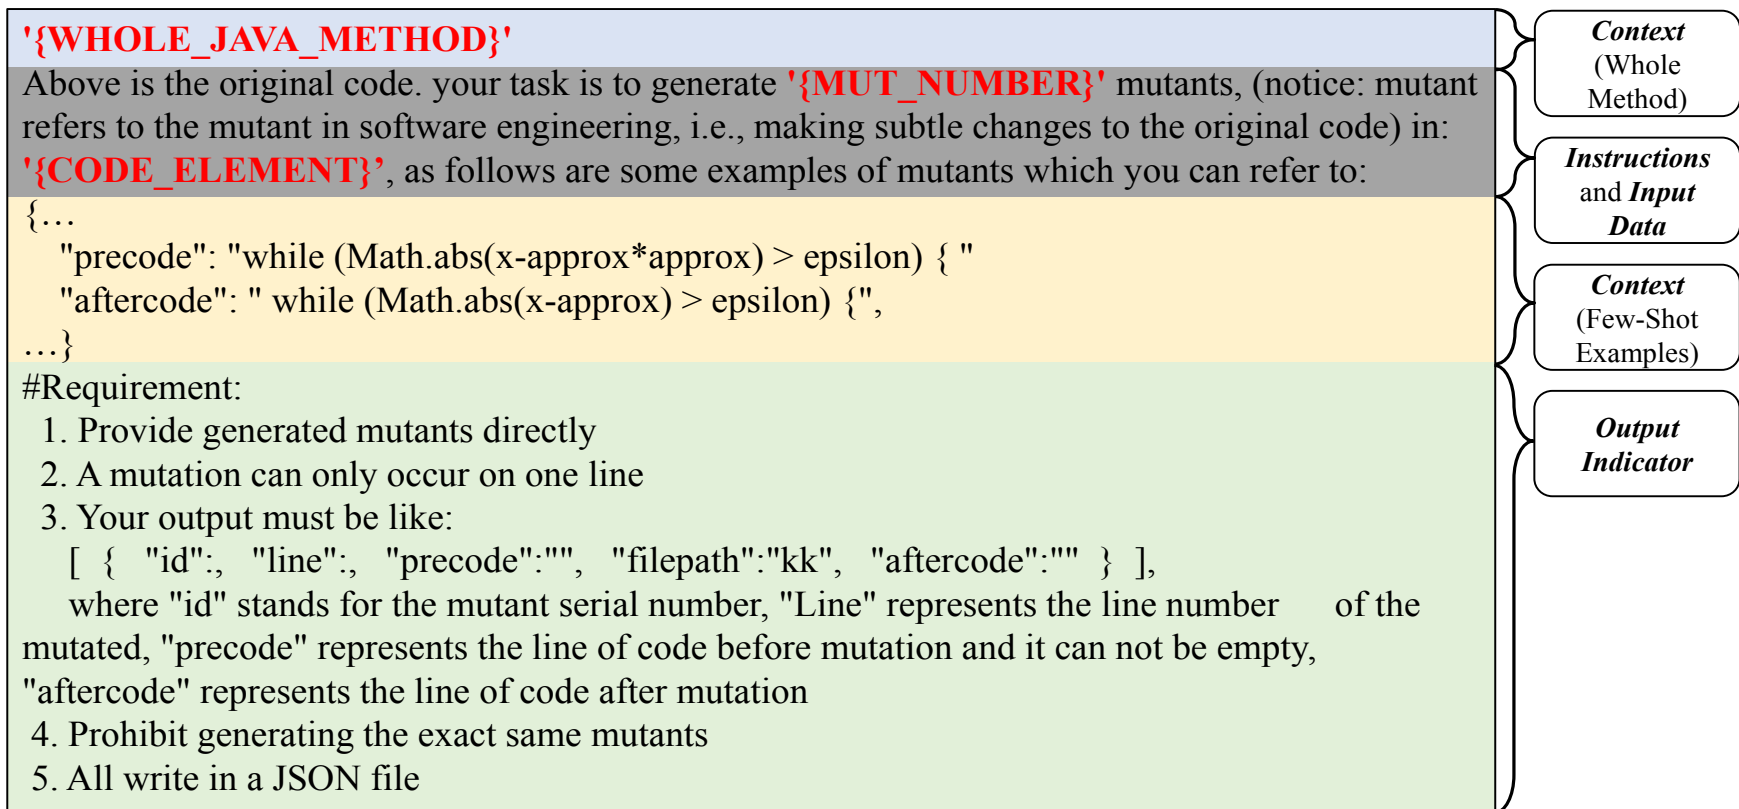 '{WHOLE_JAVA_METHOD}'
Above is the original code. your task is to generate '{MUT_NUMBER}' mutants, (notice: mutant
refers to the mutant in software engineering, i.e., making subtle changes to the original code) in:
'{CODE_ELEMENT}’, as follows are some examples of mutants which you can refer to:
{…
"precode": "while (Math.abs(x-approx*approx) > epsilon) { "
"aftercode": " while (Math.abs(x-approx) > epsilon) {",
…}
#Requirement:
1. Provide generated mutants directly
2. A mutation can only occur on one line
3. Your output must be like:
[ { "id":, "line":, "precode":"", "filepath":"kk", "aftercode":"" } ],
where "id" stands for the mutant serial number, "Line" represents the line number of the
mutated, "precode" represents the line of code before mutation and it can not be empty,
"aftercode" represents the line of code after mutation
4. Prohibit generating the exact same mutants
5. All write in a JSON file
Context
(Whole
Method)
Instructions
and Input
Data
Context
(Few-Shot
Examples)
Output
Indicator